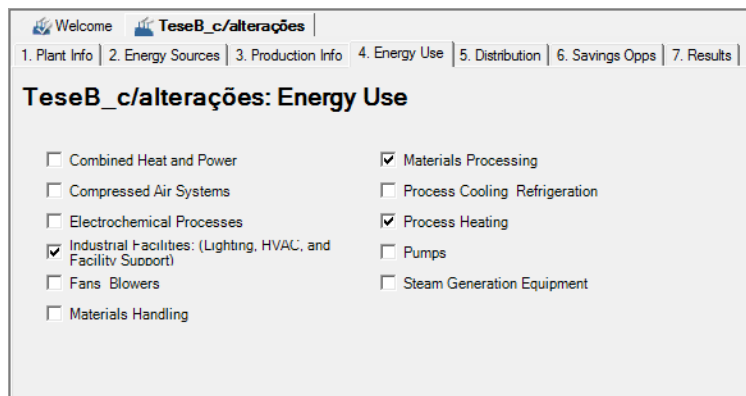 Welcome TeseB_c/alterações
1. Plant Info 2. Energy Sources 3. Production Info 4. Energy Use 5. Distribution 6. Savings Opps 7. Results
TeseB_c/alterações: Energy Use
Combined Heat and Power
Compressed Air Systems
Electrochemical Processes
Industrial Facilities: (Lighting, HVAC, and
Facility Support)
Fans Blowers
Materials Handling
Materials Processing
Process Cooling Refrigeration
Process Heating
Pumps
Steam Generation Equipment